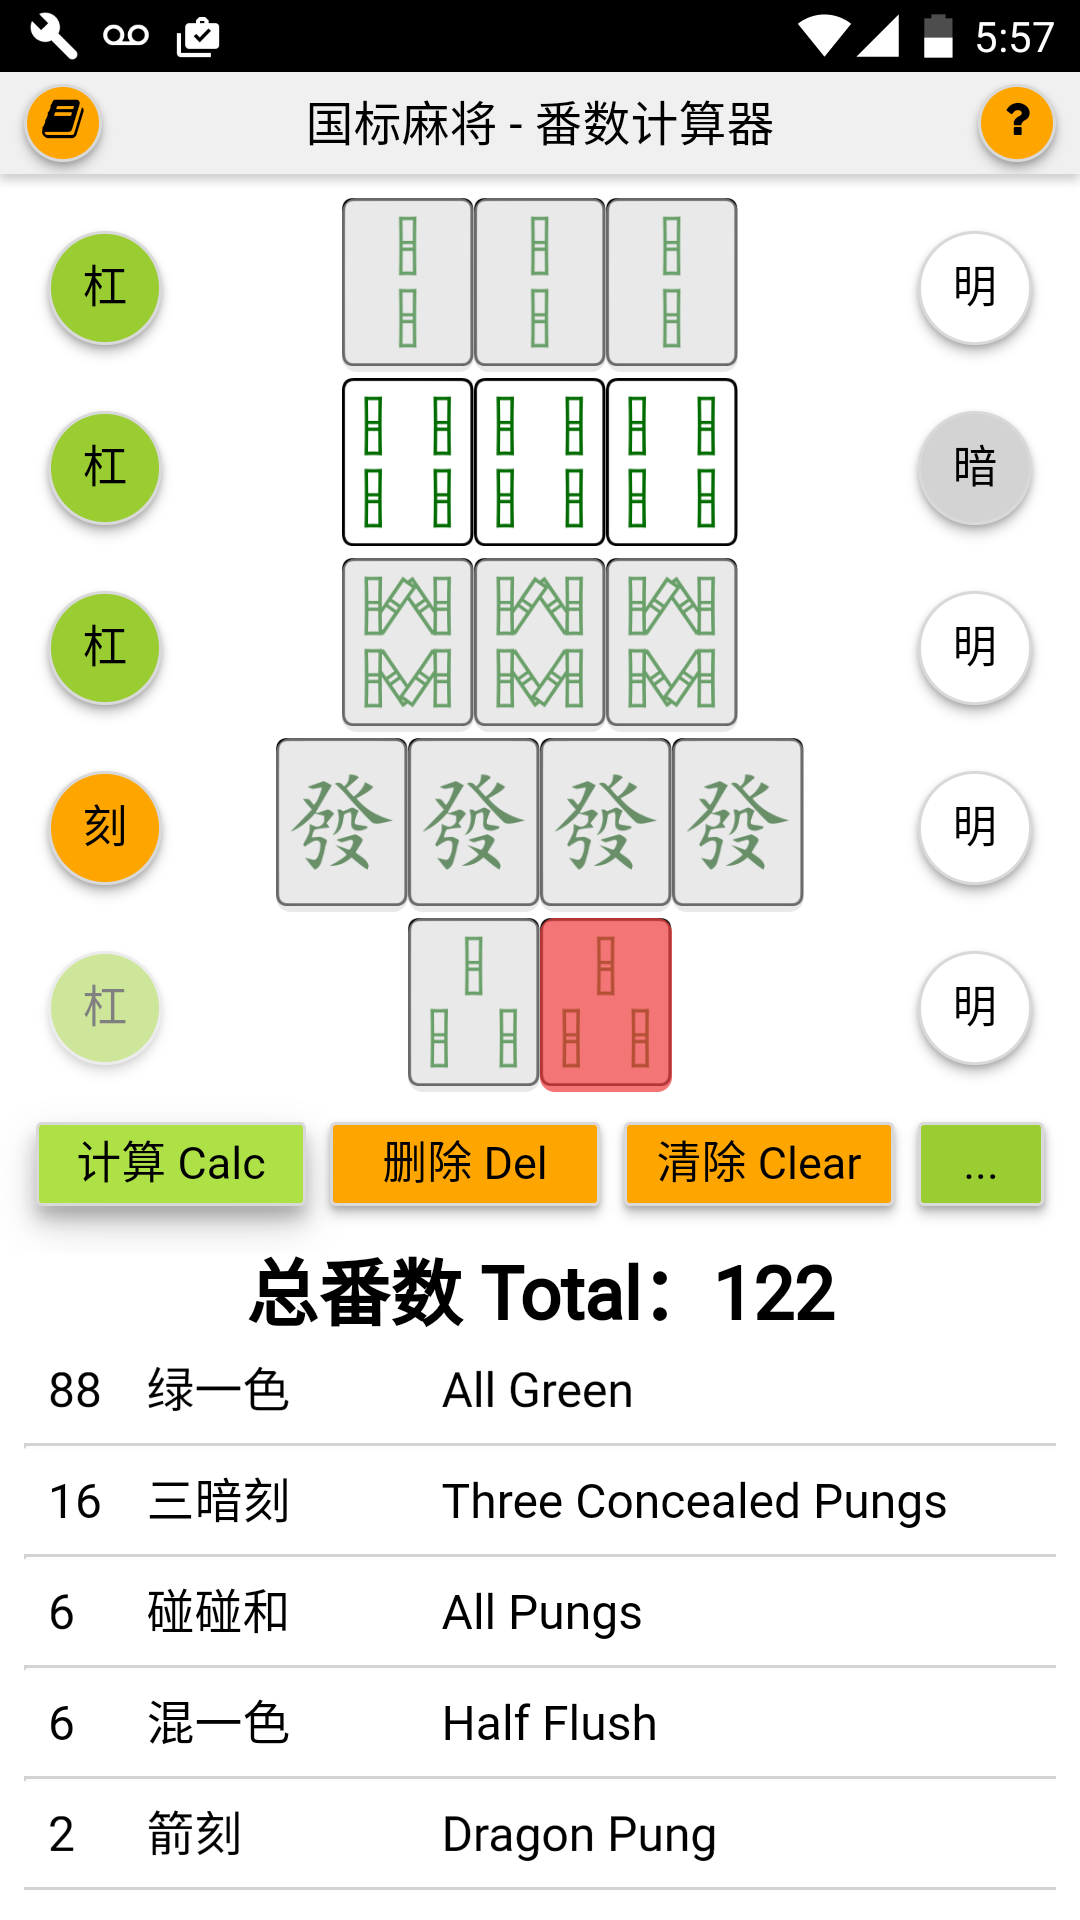 5:57
国标麻将 - 番数计算器 ?
杠 明
杠 暗
杠 明
刻 發 發 發 發 明
杠 明
计算 Calc 删除 Del 清除 Clear ...
总番数 Total：122
88 绿一色 All Green
16 三暗刻 Three Concealed Pungs
6 碰碰和 All Pungs
6 混一色 Half Flush
2 箭刻 Dragon Pung